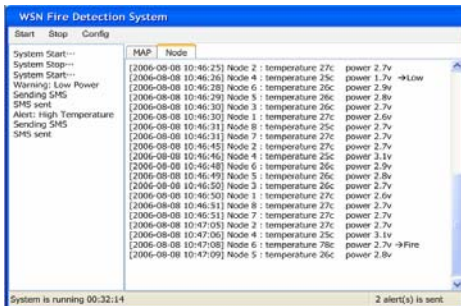 WSN Fire Detection System
Start Stop Config
System Start···
System Stop···
System Start···
Warning: Low Power
Sending SMS
SMS sent
Alert: High Temperature
Sending SMS
SMS sent
MAP Node
[2006-08-08 10:46:25] Node 2 : temperature 27c power 2.7v
[2006-08-08 10:46:26] Node 4 : temperature 25c power 1.7v →Low
[2006-08-08 10:46:28] Node 6 : temperature 26c power 2.9v
[2006-08-08 10:46:29] Node 5 : temperature 26c power 2.8v
[2006-08-08 10:46:30] Node 3 : temperature 26c power 2.7v
[2006-08-08 10:46:30] Node 1 : temperature 27c power 2.6v
[2006-08-08 10:46:31] Node 8 : temperature 25c power 2.7v
[2006-08-08 10:46:31] Node 7 : temperature 27c power 2.7v
[2006-08-08 10:46:45] Node 2 : temperature 27c power 2.7v
[2006-08-08 10:46:46] Node 4 : temperature 25c power 3.1v
[2006-08-08 10:46:48] Node 6 : temperature 26c power 2.9v
[2006-08-08 10:46:49] Node 5 : temperature 26c power 2.8v
[2006-08-08 10:46:50] Node 3 : temperature 26c power 2.7v
[2006-08-08 10:46:50] Node 1 : temperature 27c power 2.6v
[2006-08-08 10:46:51] Node 8 : temperature 27c power 2.7v
[2006-08-08 10:46:51] Node 7 : temperature 27c power 2.7v
[2006-08-08 10:47:05] Node 2 : temperature 27c power 2.7v
[2006-08-08 10:47:06] Node 4 : temperature 25c power 3.1v
[2006-08-08 10:47:08] Node 6 : temperature 78c power 2.7v →Fire
[2006-08-08 10:47:09] Node 5 : temperature 26c power 2.8v
System is running 00:32:14
2 alert(s) is sent